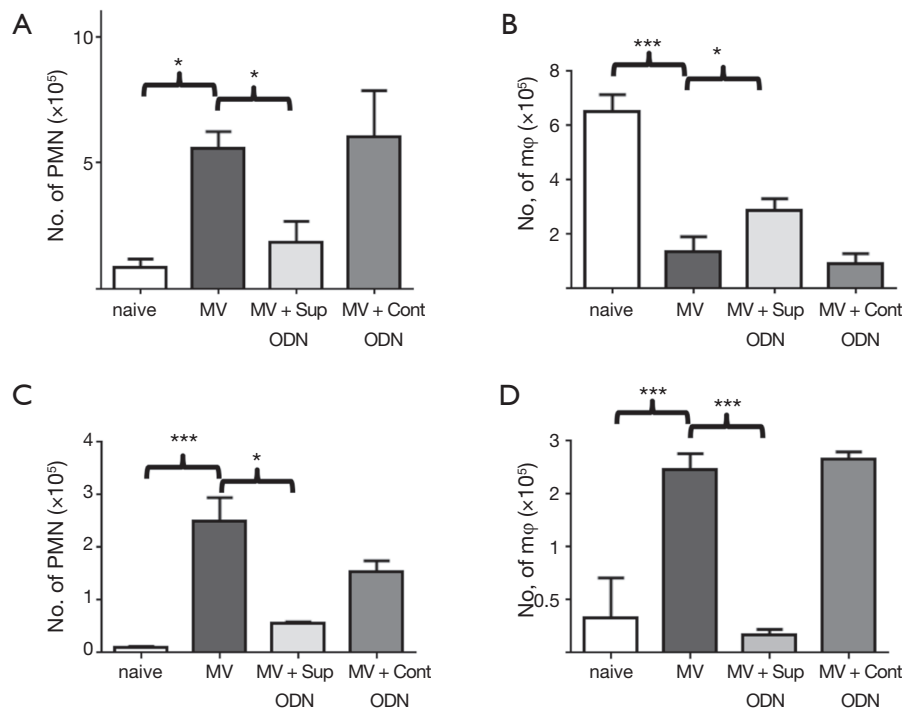 A
No. of PMN (×10⁵)
10
5
*
*
naive MV MV + Sup MV + Cont
ODN ODN
B
No, of mφ (×10⁵)
8
6
4
2
***
*
naive MV MV + Sup MV + Cont
ODN ODN
C
No. of PMN (×10⁵)
4
3
2
1
0
***
*
naive MV MV + Sup MV + Cont
ODN ODN
D
No, of mφ (×10⁵)
3
2
1
0.5
***
***
naive MV MV + Sup MV + Cont
ODN ODN